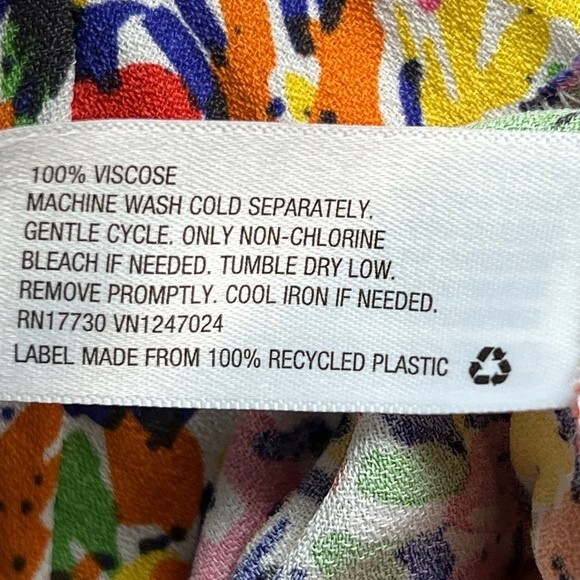 100% VISCOSE
MACHINE WASH COLD SEPARATELY.
GENTLE CYCLE. ONLY NON-CHLORINE
BLEACH IF NEEDED. TUMBLE DRY LOW.
REMOVE PROMPTLY. COOL IRON IF NEEDED.
RN17730 VN1247024
LABEL MADE FROM 100% RECYCLED PLASTIC